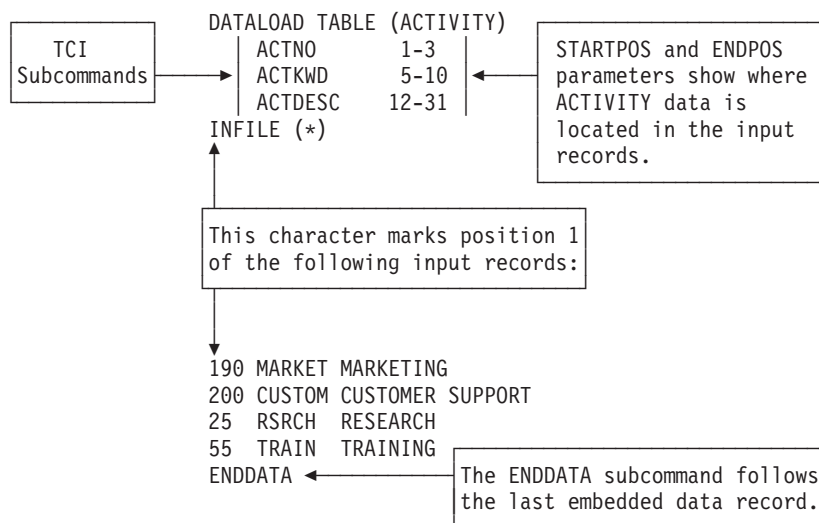 DATALOAD TABLE (ACTIVITY)
TCI
Subcommands
ACTNO 1-3
ACTKWD 5-10
ACTDESC 12-31
STARTPOS and ENDPOS
parameters show where
ACTIVITY data is
located in the input
records.
INFILE (*)
This character marks position 1
of the following input records:
190 MARKET MARKETING
200 CUSTOM CUSTOMER SUPPORT
25 RSRCH RESEARCH
55 TRAIN TRAINING
ENDDATA
The ENDDATA subcommand follows
the last embedded data record.